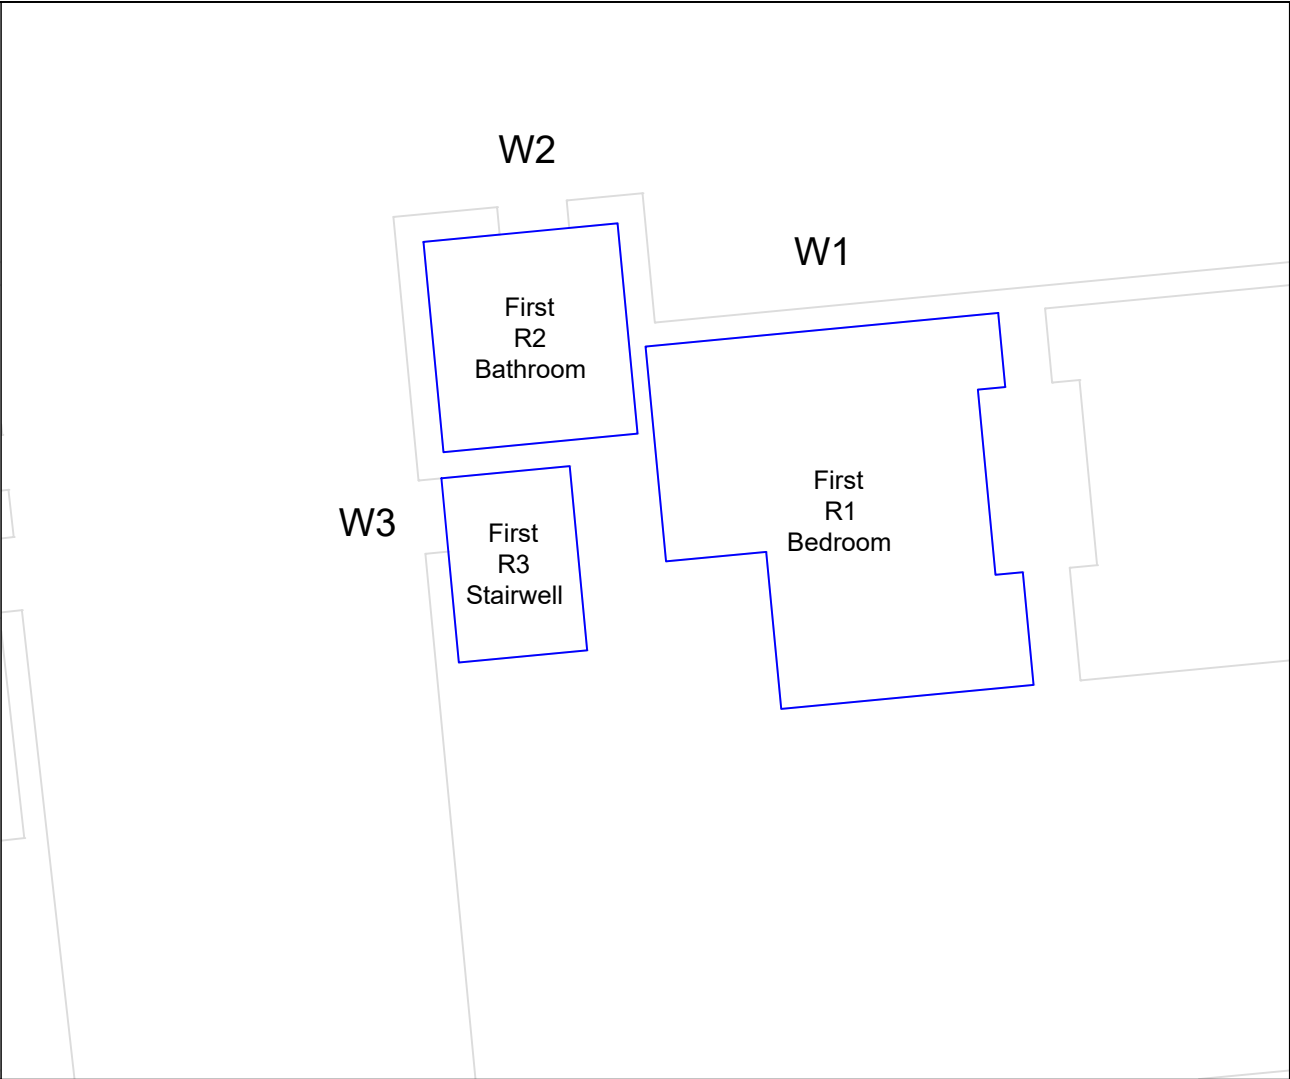 W2
W1
First
R2
Bathroom
First
R1
Bedroom
W3
First
R3
Stairwell